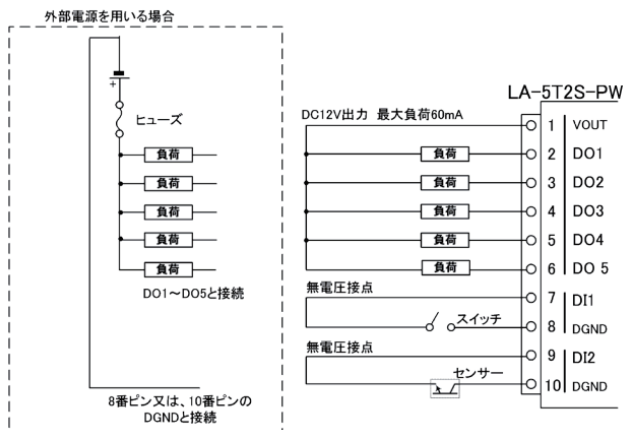 外部電源を用いる場合
+
ヒューズ
負荷
負荷
負荷
負荷
負荷
DO1～DO5と接続
8番ピン又は、10番ピンの
DGNDと接続
LA-5T2S-PW
DC12V出力 最大負荷60mA
1 VOUT
負荷 2 DO1
負荷 3 DO2
負荷 4 DO3
負荷 5 DO4
負荷 6 DO 5
無電圧接点
7 DI1
スイッチ
8 DGND
無電圧接点
9 DI2
センサー
10 DGND